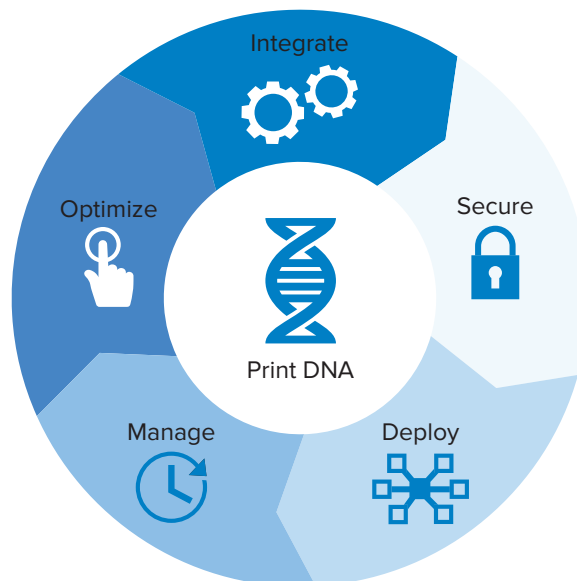 Integrate
Secure
Deploy
Manage
Optimize
Print DNA